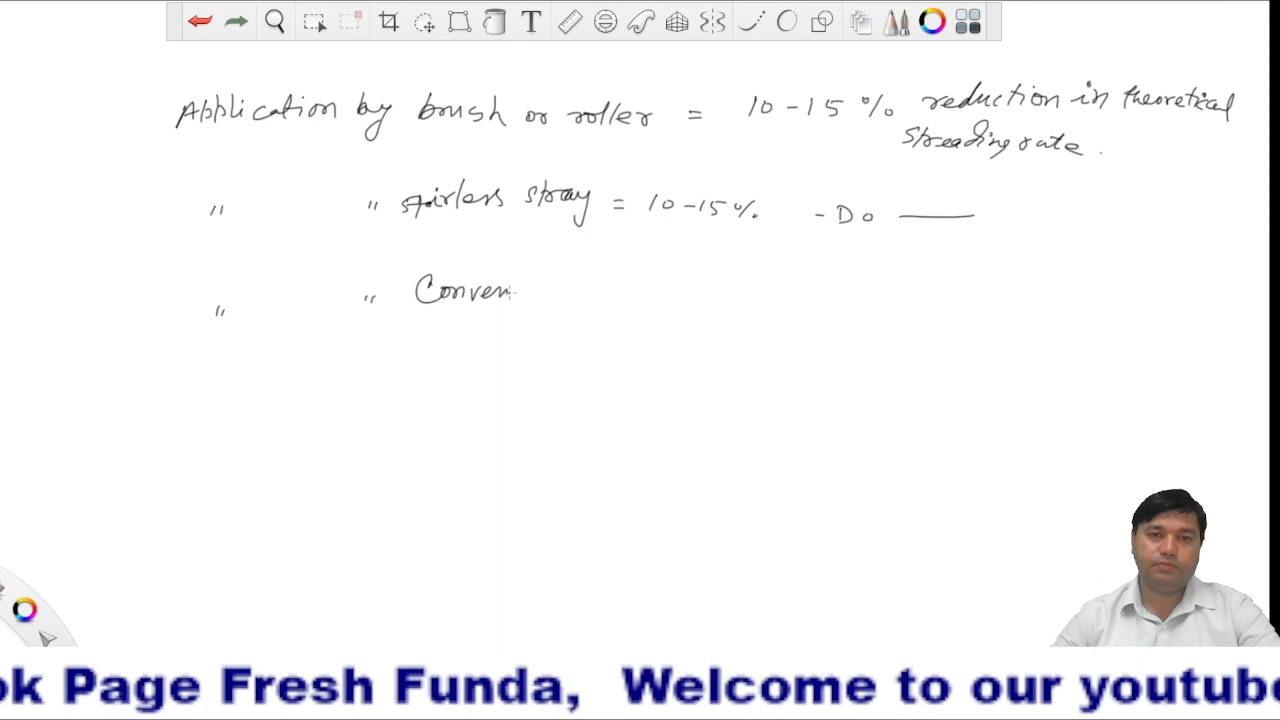 Application by brush or roller = 10-15% reduction in theoretical
spreading rate.
" " airless spray = 10-15% - Do ——
" " Conven
ok Page Fresh Funda, Welcome to our youtube